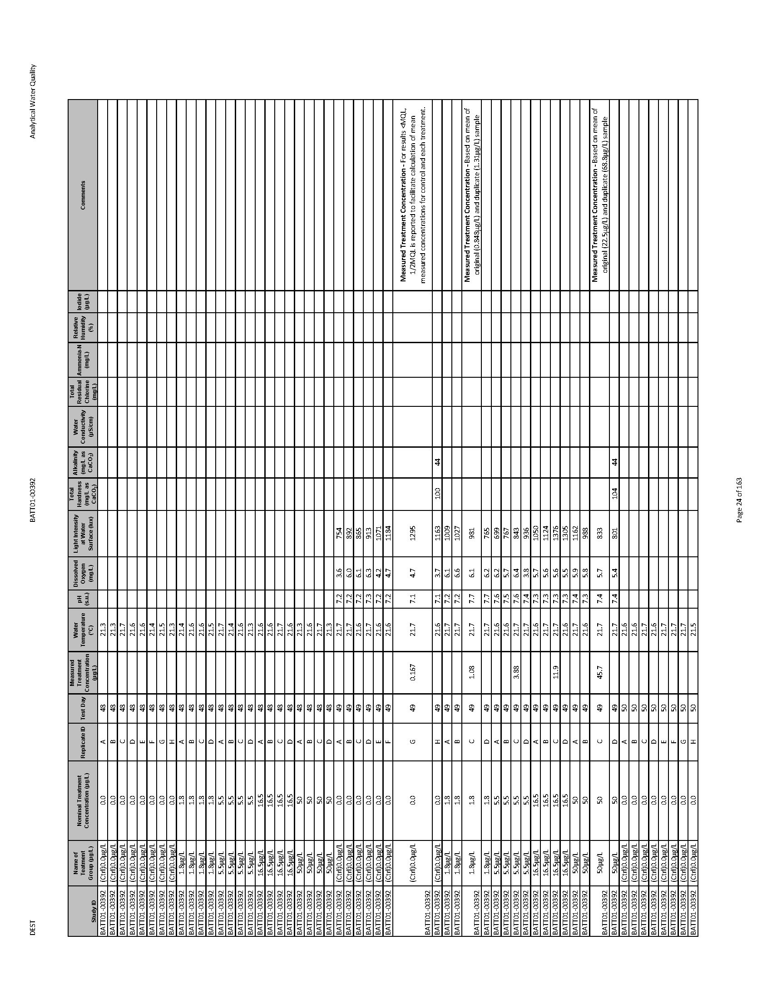 DEST BATT01-00392 Analytical Water Quality
Study ID Name of Treatment Group (µg/L) Nominal Treatment Concentration (µg/L) Replicate ID Test Day Measured Treatment Concentration (µg/L) Water Temperature (°C) pH (s.u.) Dissolved Oxygen (mg/L) Light Intensity at Water Surface (lux) Total Hardness (mg/L as CaCO₃) Alkalinity (mg/L as CaCO₃) Water Conductivity (µS/cm) Total Residual Chlorine (mg/L) Ammonia-N (mg/L) Relative Humidity (%) Iodide (µg/L) Comments
BATT01-00392 (Ctrl)0.0µg/L 0.0 A 48 21.3
BATT01-00392 (Ctrl)0.0µg/L 0.0 B 48 21.3
BATT01-00392 (Ctrl)0.0µg/L 0.0 C 48 21.7
BATT01-00392 (Ctrl)0.0µg/L 0.0 D 48 21.6
BATT01-00392 (Ctrl)0.0µg/L 0.0 E 48 21.6
BATT01-00392 (Ctrl)0.0µg/L 0.0 F 48 21.4
BATT01-00392 (Ctrl)0.0µg/L 0.0 G 48 21.5
BATT01-00392 (Ctrl)0.0µg/L 0.0 H 48 21.3
BATT01-00392 1.8µg/L 1.8 A 48 21.4
BATT01-00392 1.8µg/L 1.8 B 48 21.6
BATT01-00392 1.8µg/L 1.8 C 48 21.6
BATT01-00392 1.8µg/L 1.8 D 48 21.5
BATT01-00392 5.5µg/L 5.5 A 48 21.7
BATT01-00392 5.5µg/L 5.5 B 48 21.4
BATT01-00392 5.5µg/L 5.5 C 48 21.6
BATT01-00392 5.5µg/L 5.5 D 48 21.3
BATT01-00392 16.5µg/L 16.5 A 48 21.6
BATT01-00392 16.5µg/L 16.5 B 48 21.6
BATT01-00392 16.5µg/L 16.5 C 48 21.7
BATT01-00392 16.5µg/L 16.5 D 48 21.6
BATT01-00392 50µg/L 50 A 48 21.3
BATT01-00392 50µg/L 50 B 48 21.6
BATT01-00392 50µg/L 50 C 48 21.7
BATT01-00392 50µg/L 50 D 48 21.3
BATT01-00392 (Ctrl)0.0µg/L 0.0 A 49 21.7 7.2 3.6 754
BATT01-00392 (Ctrl)0.0µg/L 0.0 B 49 21.7 7.2 6.0 892
BATT01-00392 (Ctrl)0.0µg/L 0.0 C 49 21.6 7.2 6.1 865
BATT01-00392 (Ctrl)0.0µg/L 0.0 D 49 21.7 7.3 6.3 913
BATT01-00392 (Ctrl)0.0µg/L 0.0 E 49 21.6 7.2 4.2 1071
BATT01-00392 (Ctrl)0.0µg/L 0.0 F 49 21.6 7.2 4.7 1184
BATT01-00392 (Ctrl)0.0µg/L 0.0 G 49 0.167 21.7 7.1 4.7 1295 Measured Treatment Concentration - For results <MQL,
1/2MQL is reported to facilitate calculation of mean
measured concentrations for control and each treatment.
BATT01-00392 (Ctrl)0.0µg/L 0.0 H 49 21.6 7.1 3.7 1163 100 44
BATT01-00392 1.8µg/L 1.8 A 49 21.7 7.2 6.1 1009
BATT01-00392 1.8µg/L 1.8 B 49 21.7 7.2 6.6 1027
BATT01-00392 1.8µg/L 1.8 C 49 1.08 21.7 7.7 6.1 981 Measured Treatment Concentration - Based on mean of
original (0.848µg/L) and duplicate (1.31µg/L) sample
BATT01-00392 1.8µg/L 1.8 D 49 21.7 7.7 6.2 765
BATT01-00392 5.5µg/L 5.5 A 49 21.6 7.6 6.2 699
BATT01-00392 5.5µg/L 5.5 B 49 21.6 7.5 5.7 767
BATT01-00392 5.5µg/L 5.5 C 49 3.88 21.7 7.6 6.4 843
BATT01-00392 5.5µg/L 5.5 D 49 21.7 7.4 3.8 936
BATT01-00392 16.5µg/L 16.5 A 49 21.6 7.3 5.7 1050
BATT01-00392 16.5µg/L 16.5 B 49 21.7 7.3 5.6 1124
BATT01-00392 16.5µg/L 16.5 C 49 11.9 21.7 7.3 5.6 1376
BATT01-00392 16.5µg/L 16.5 D 49 21.6 7.3 5.5 1305
BATT01-00392 50µg/L 50 A 49 21.7 7.4 5.9 1162
BATT01-00392 50µg/L 50 B 49 21.6 7.3 5.8 988
BATT01-00392 50µg/L 50 C 49 45.7 21.7 7.4 5.7 833 Measured Treatment Concentration - Based on mean of
original (22.5µg/L) and duplicate (68.8µg/L) sample
BATT01-00392 50µg/L 50 D 49 21.7 7.4 5.4 801 104 44
BATT01-00392 (Ctrl)0.0µg/L 0.0 A 50 21.6
BATT01-00392 (Ctrl)0.0µg/L 0.0 B 50 21.6
BATT01-00392 (Ctrl)0.0µg/L 0.0 C 50 21.7
BATT01-00392 (Ctrl)0.0µg/L 0.0 D 50 21.6
BATT01-00392 (Ctrl)0.0µg/L 0.0 E 50 21.7
BATT01-00392 (Ctrl)0.0µg/L 0.0 F 50 21.7
BATT01-00392 (Ctrl)0.0µg/L 0.0 G 50 21.7
BATT01-00392 (Ctrl)0.0µg/L 0.0 H 50 21.5
Page 24 of 163